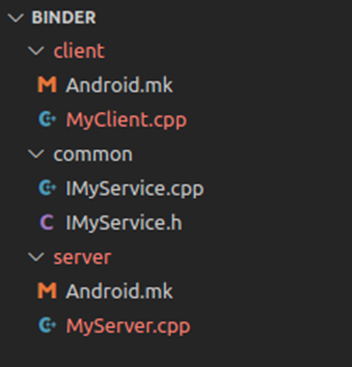 BINDER
client
Android.mk
MyClient.cpp
common
IMyService.cpp
IMyService.h
server
Android.mk
MyServer.cpp